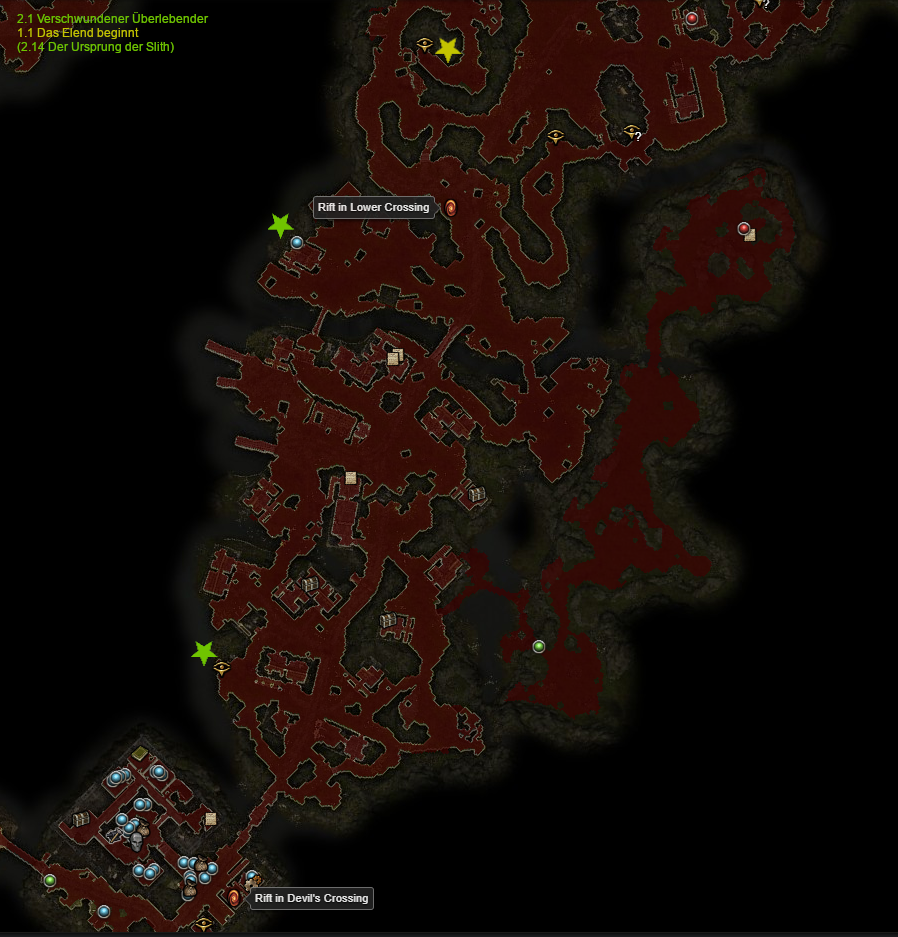 2.1 Verschwundener Überlebender
1.1 Das Elend beginnt
(2.14 Der Ursprung der Slith)
?
?
Rift in Lower Crossing
Rift in Devil's Crossing